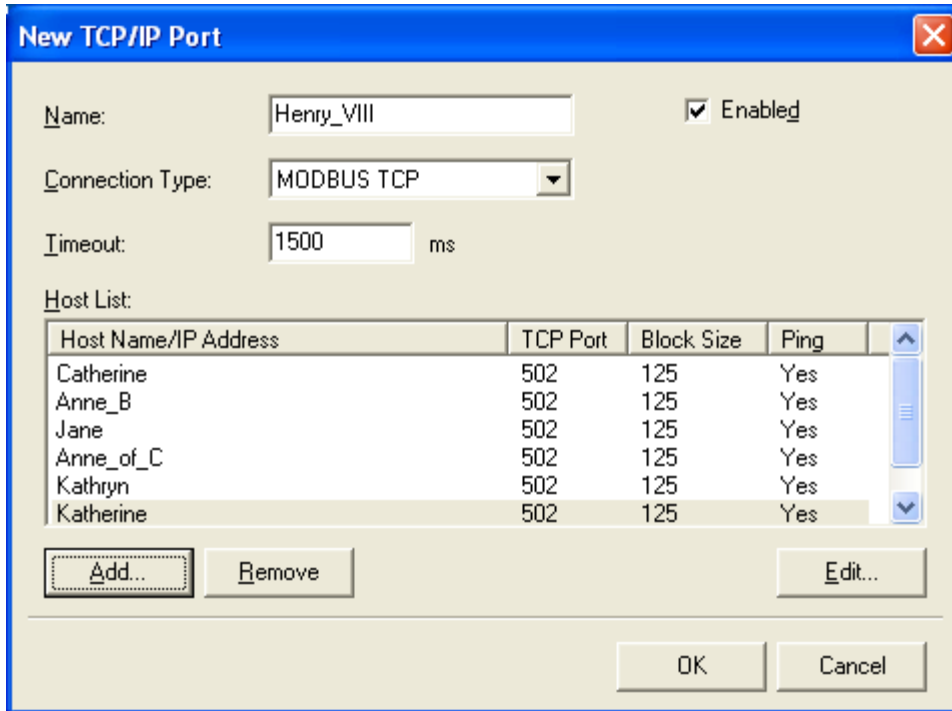 New TCP/IP Port
Name: Henry_VIII Enabled
Connection Type: MODBUS TCP
Timeout: 1500 ms
Host List:
Host Name/IP Address TCP Port Block Size Ping
Catherine 502 125 Yes
Anne_B 502 125 Yes
Jane 502 125 Yes
Anne_of_C 502 125 Yes
Kathryn 502 125 Yes
Katherine 502 125 Yes
Add... Remove Edit...
OK Cancel